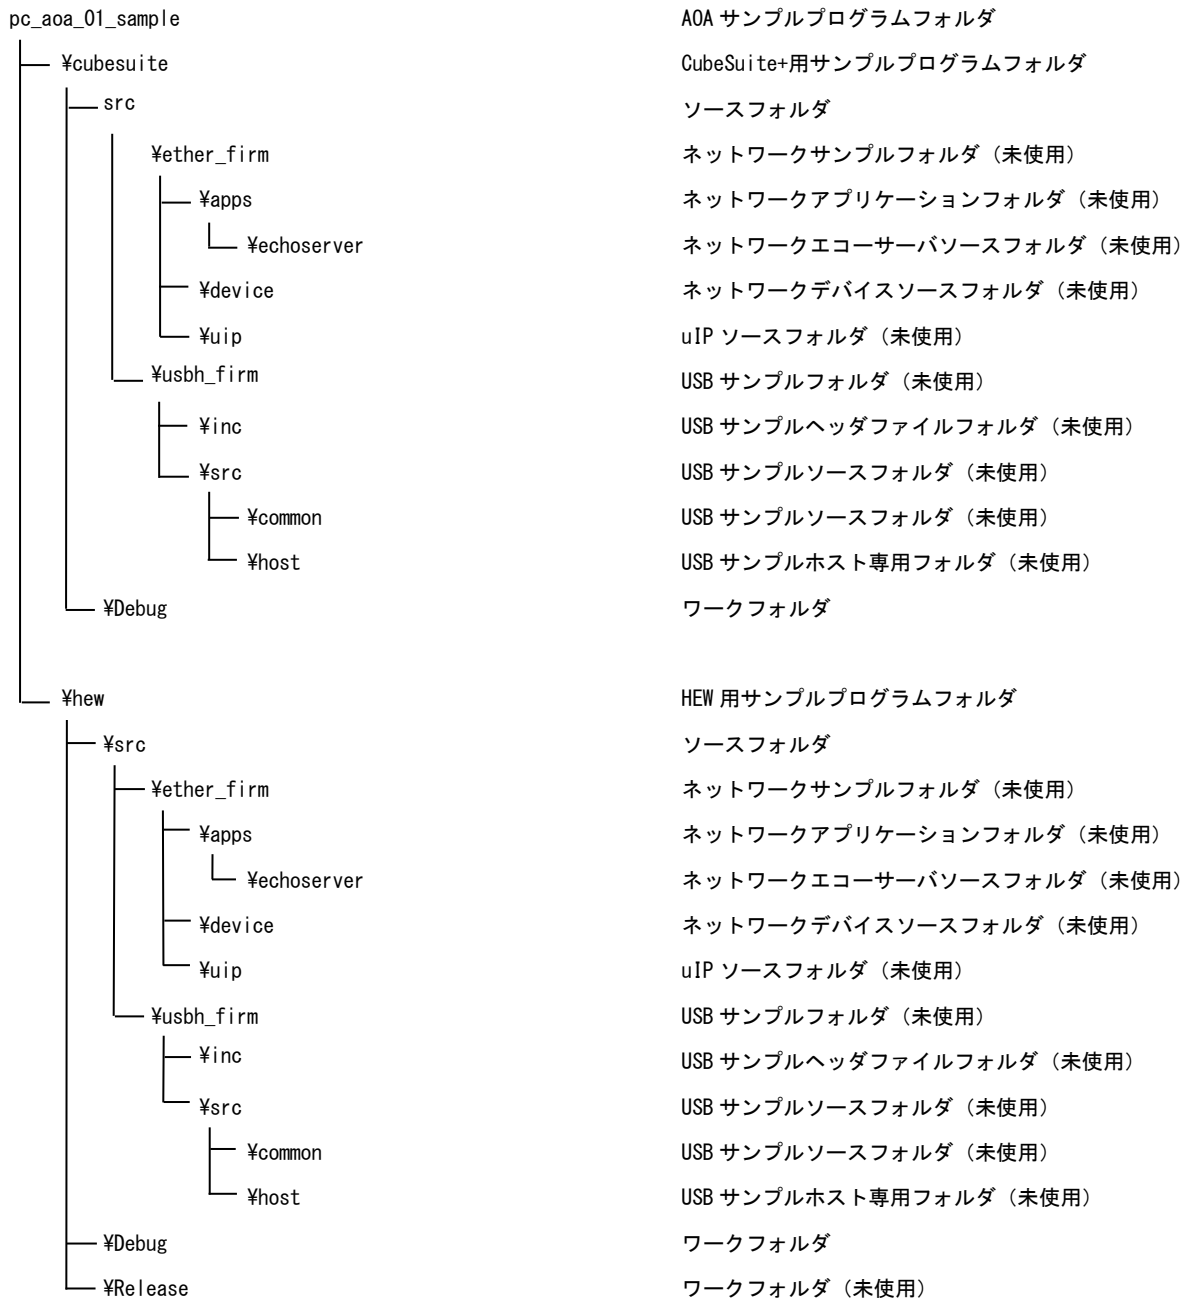 pc_aoa_01_sample AOA サンプルプログラムフォルダ
¥cubesuite CubeSuite+用サンプルプログラムフォルダ
src ソースフォルダ
¥ether_firm ネットワークサンプルフォルダ（未使用）
¥apps ネットワークアプリケーションフォルダ（未使用）
¥echoserver ネットワークエコーサーバソースフォルダ（未使用）
¥device ネットワークデバイスソースフォルダ（未使用）
¥uip uIP ソースフォルダ（未使用）
¥usbh_firm USB サンプルフォルダ（未使用）
¥inc USB サンプルヘッダファイルフォルダ（未使用）
¥src USB サンプルソースフォルダ（未使用）
¥common USB サンプルソースフォルダ（未使用）
¥host USB サンプルホスト専用フォルダ（未使用）
¥Debug ワークフォルダ
¥hew HEW 用サンプルプログラムフォルダ
¥src ソースフォルダ
¥ether_firm ネットワークサンプルフォルダ（未使用）
¥apps ネットワークアプリケーションフォルダ（未使用）
¥echoserver ネットワークエコーサーバソースフォルダ（未使用）
¥device ネットワークデバイスソースフォルダ（未使用）
¥uip uIP ソースフォルダ（未使用）
¥usbh_firm USB サンプルフォルダ（未使用）
¥inc USB サンプルヘッダファイルフォルダ（未使用）
¥src USB サンプルソースフォルダ（未使用）
¥common USB サンプルソースフォルダ（未使用）
¥host USB サンプルホスト専用フォルダ（未使用）
¥Debug ワークフォルダ
¥Release ワークフォルダ（未使用）